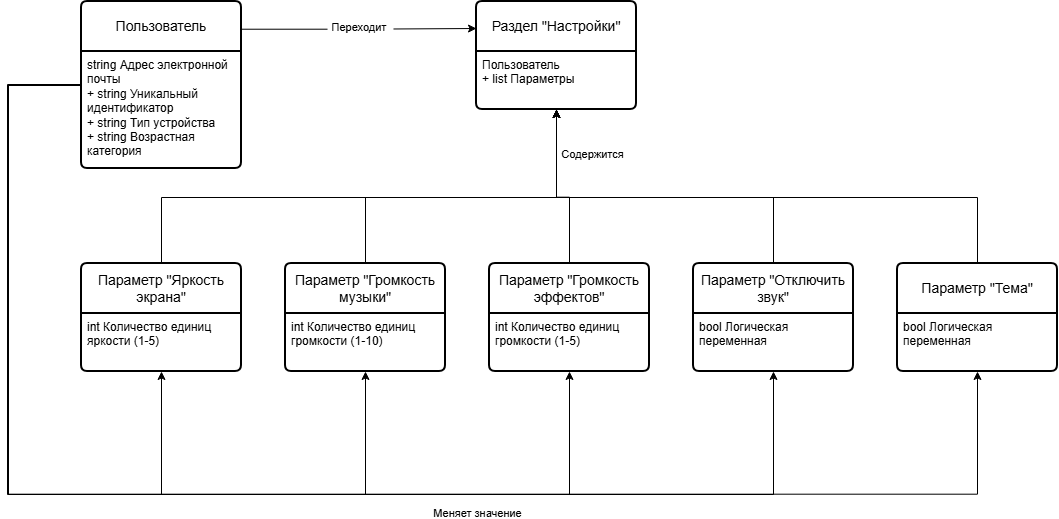 Пользователь
string Адрес электронной
почты
+ string Уникальный
идентификатор
+ string Тип устройства
+ string Возрастная
категория
Переходит
Раздел "Настройки"
Пользователь
+ list Параметры
Содержится
Параметр "Яркость
экрана"
int Количество единиц
яркости (1-5)
Параметр "Громкость
музыки"
int Количество единиц
громкости (1-10)
Параметр "Громкость
эффектов"
int Количество единиц
громкости (1-5)
Параметр "Отключить
звук"
bool Логическая
переменная
Параметр "Тема"
bool Логическая
переменная
Меняет значение